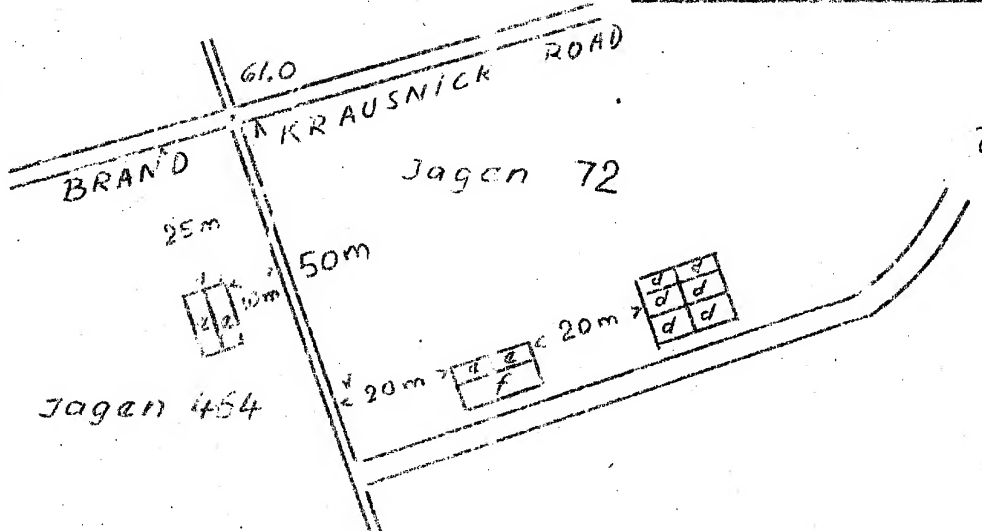 61.0
BRAND KRAUSNICK ROAD
Jagen 72
25m
50m
10m
d d
d d
d d
20m
20m
f
Jagen 454